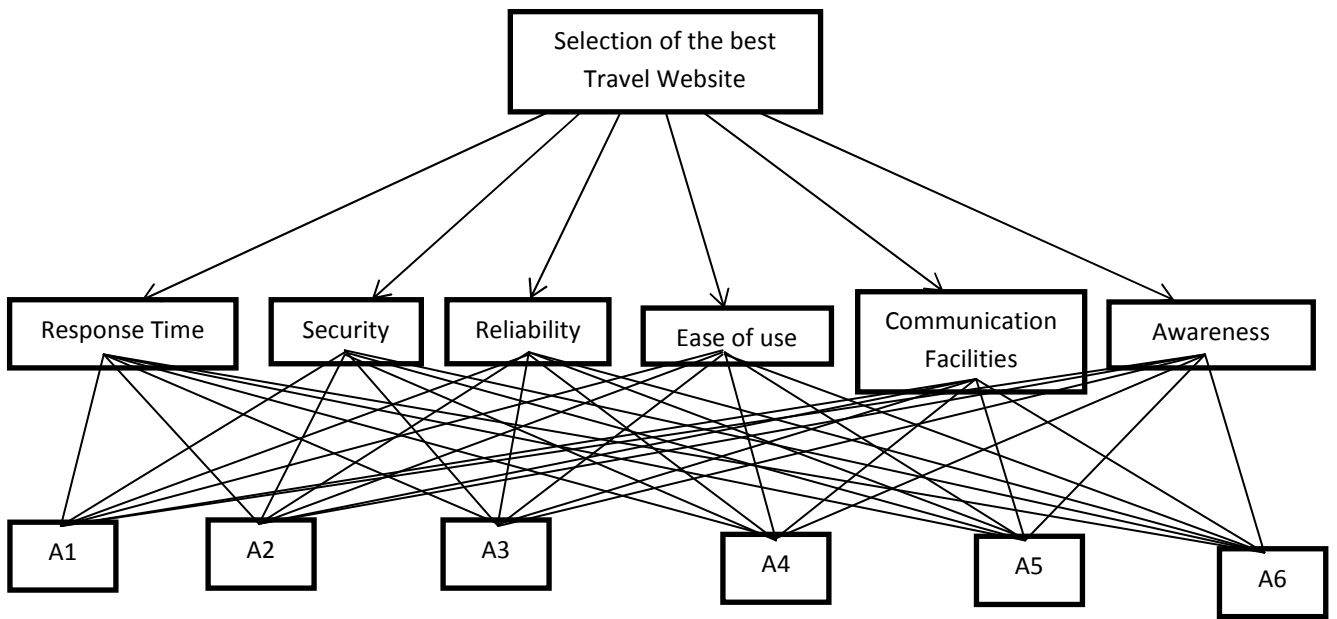 Selection of the best
Travel Website
Response Time
Security
Reliability
Ease of use
Communication
Facilities
Awareness
A1
A2
A3
A4
A5
A6